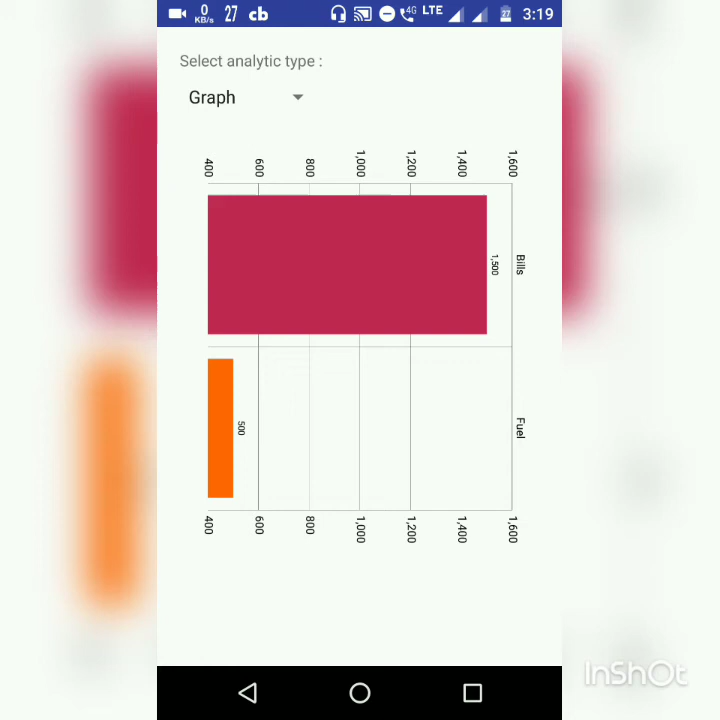 0 KB/s 27 cb 4G LTE 27 3:19
Select analytic type :
Graph
400 600 800 1,000 1,200 1,400 1,600
1,500
Bills
500
Fuel
400 600 800 1,000 1,200 1,400 1,600
InShOt